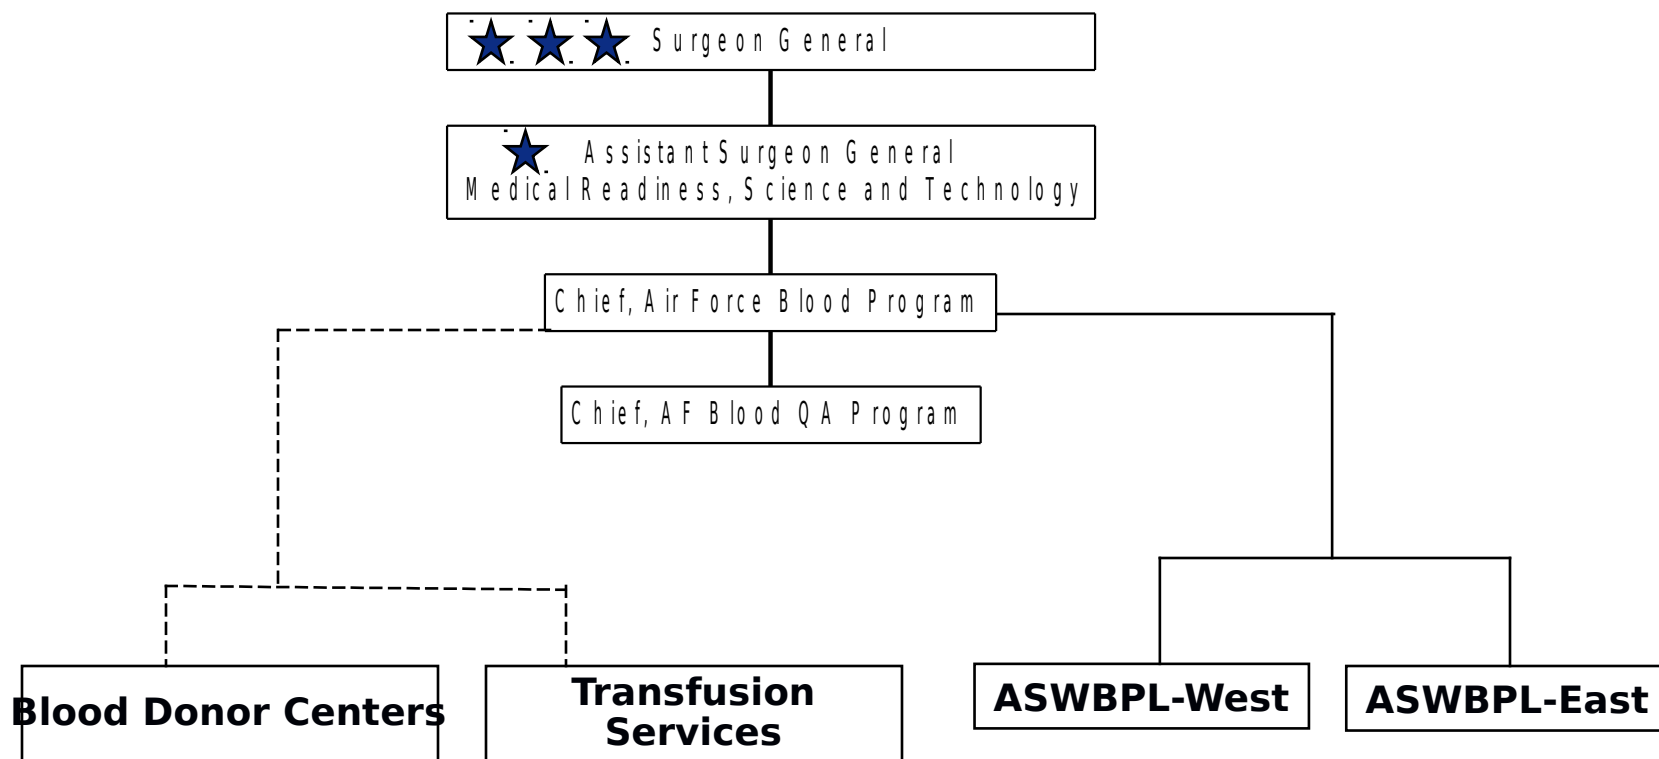 Surgeon General
Assistant Surgeon General
Medical Readiness, Science and Technology
Chief, Air Force Blood Program
Chief, AF Blood QA Program
Blood Donor Centers
Transfusion
Services
ASWBPL-West
ASWBPL-East